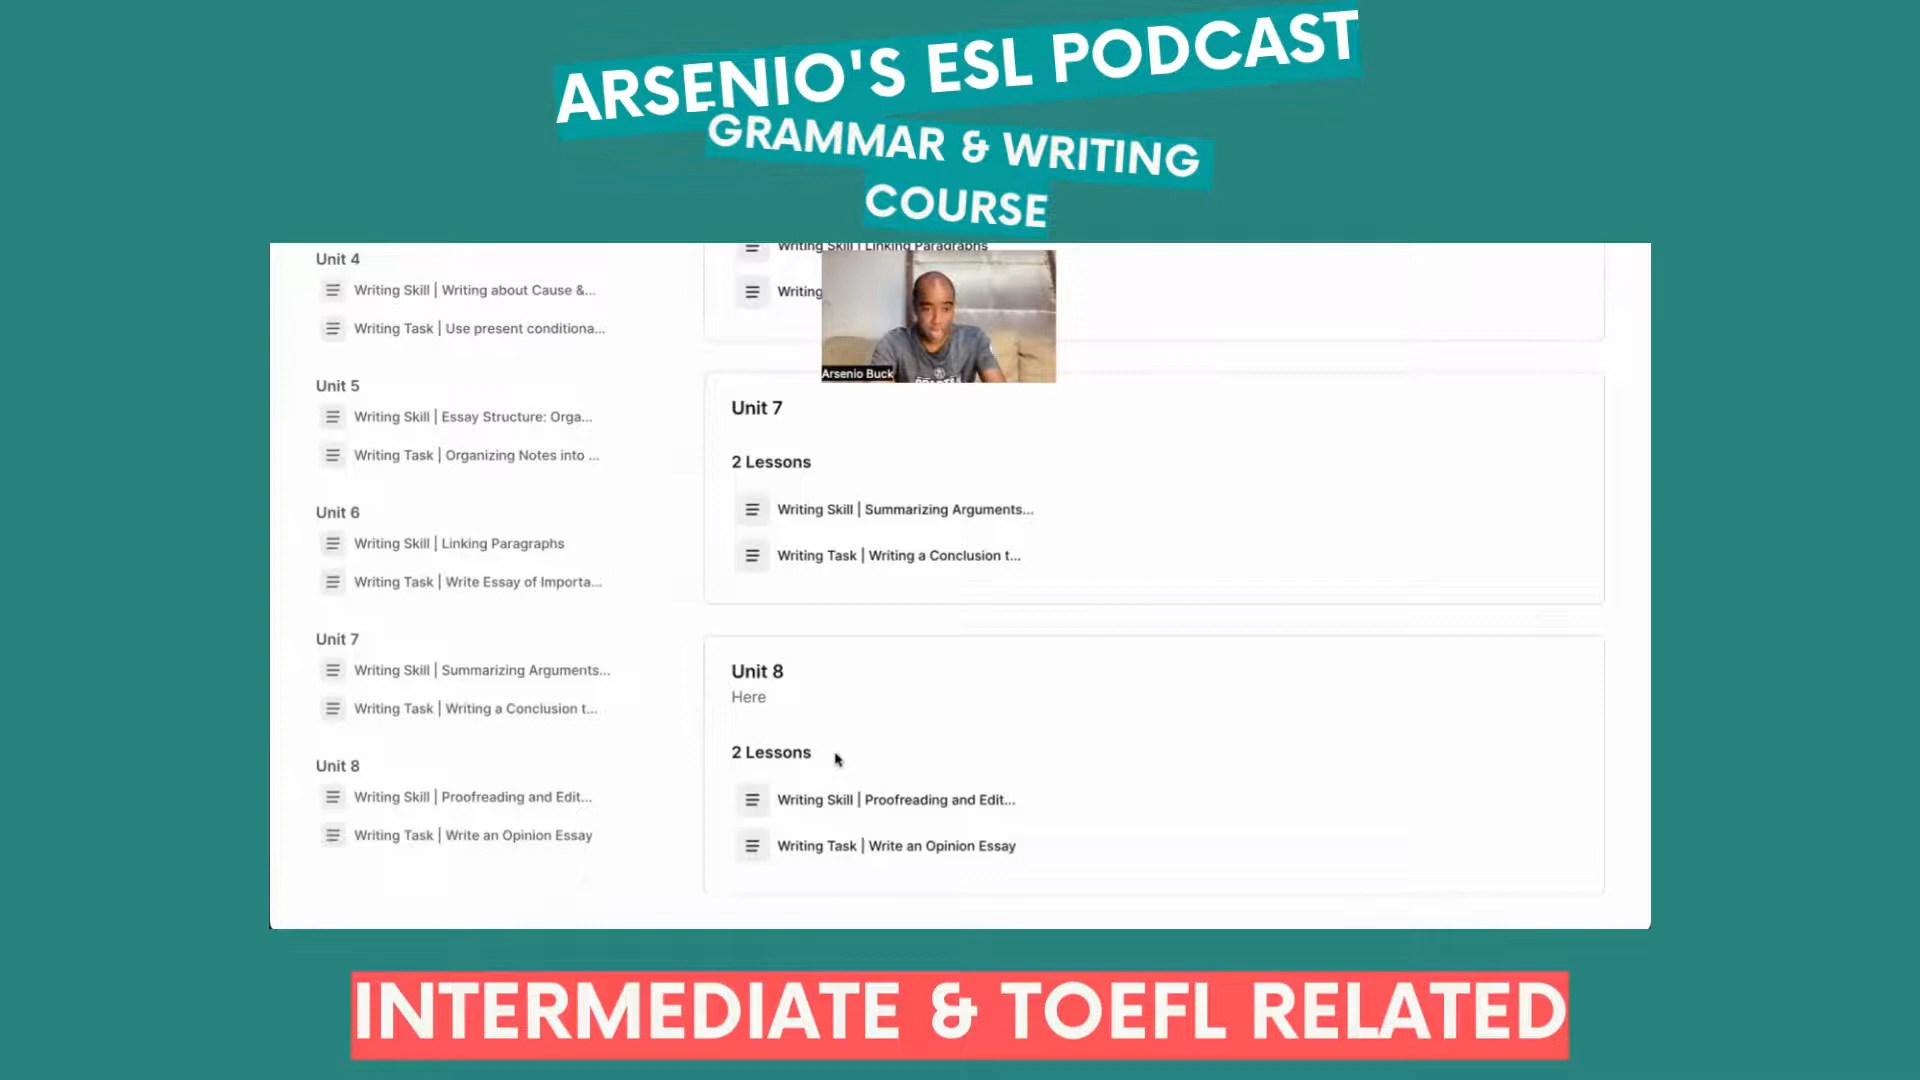 ARSENIO'S ESL PODCAST
GRAMMAR & WRITING
COURSE
Unit 4
Writing Skill | Writing about Cause &...
Writing Task | Use present conditiona...
Unit 5
Writing Skill | Essay Structure: Orga...
Writing Task | Organizing Notes into ...
Unit 6
Writing Skill | Linking Paragraphs
Writing Task | Write Essay of Importa...
Unit 7
Writing Skill | Summarizing Arguments...
Writing Task | Writing a Conclusion t...
Unit 8
Writing Skill | Proofreading and Edit...
Writing Task | Write an Opinion Essay
Writing Skill | Linking Paragraphs
Writing
Arsenio Buck
Unit 7
2 Lessons
Writing Skill | Summarizing Arguments...
Writing Task | Writing a Conclusion t...
Unit 8
Here
2 Lessons
Writing Skill | Proofreading and Edit...
Writing Task | Write an Opinion Essay
INTERMEDIATE & TOEFL RELATED